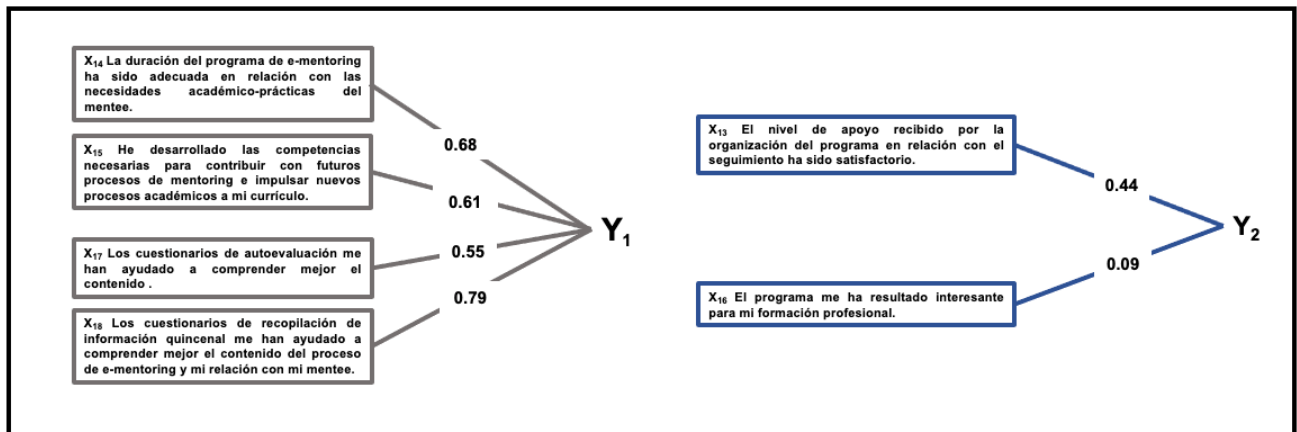 X14 La duración del programa de e-mentoring
ha sido adecuada en relación con las
necesidades académico-prácticas del
mentee.
0.68
X15 He desarrollado las competencias
necesarias para contribuir con futuros
procesos de mentoring e impulsar nuevos
procesos académicos a mi currículo.
0.61
Y1
X17 Los cuestionarios de autoevaluación me
han ayudado a comprender mejor el
contenido .
0.55
X18 Los cuestionarios de recopilación de
información quincenal me han ayudado a
comprender mejor el contenido del proceso
de e-mentoring y mi relación con mi mentee.
0.79
X13 El nivel de apoyo recibido por la
organización del programa en relación con el
seguimiento ha sido satisfactorio.
0.44
Y2
0.09
X16 El programa me ha resultado interesante
para mi formación profesional.